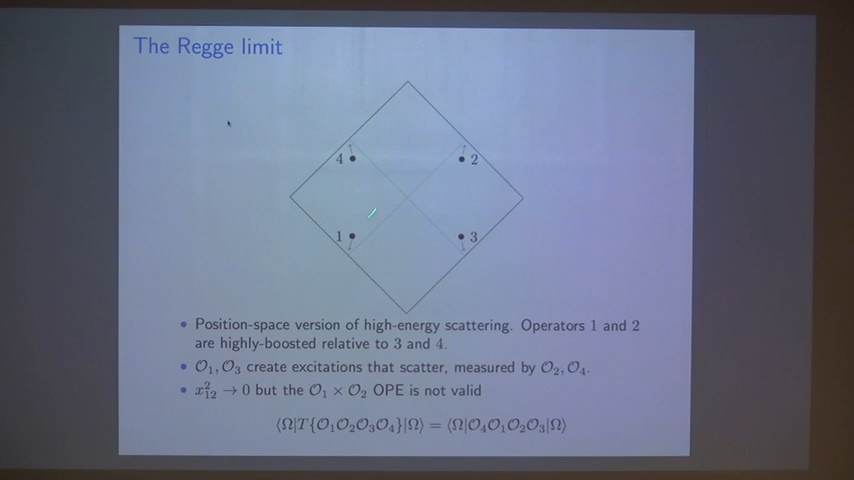 The Regge limit
4 2
1 3
• Position-space version of high-energy scattering. Operators 1 and 2
are highly-boosted relative to 3 and 4.
• 𝒪₁, 𝒪₃ create excitations that scatter, measured by 𝒪₂, 𝒪₄.
• x²₁₂ → 0 but the 𝒪₁ × 𝒪₂ OPE is not valid
⟨Ω|T{𝒪₁𝒪₂𝒪₃𝒪₄}|Ω⟩ = ⟨Ω|𝒪₄𝒪₁𝒪₂𝒪₃|Ω⟩